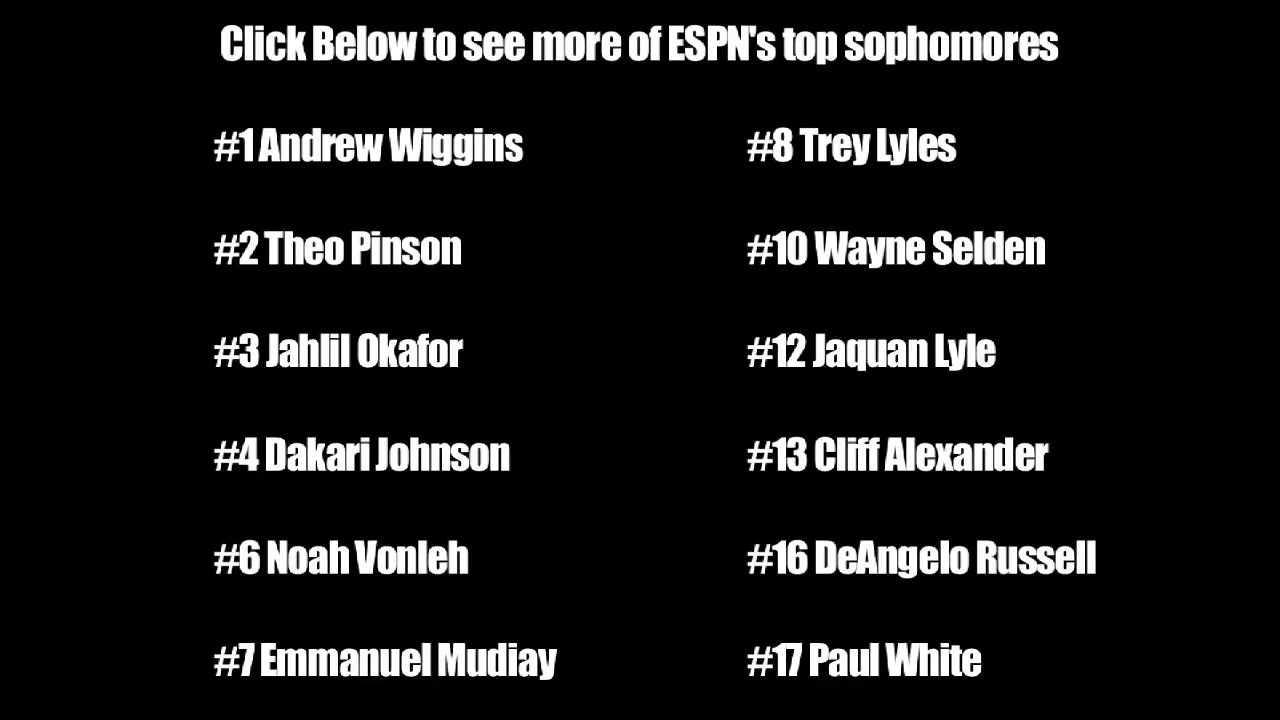 Click Below to see more of ESPN's top sophomores
#1 Andrew Wiggins
#2 Theo Pinson
#3 Jahlil Okafor
#4 Dakari Johnson
#6 Noah Vonleh
#7 Emmanuel Mudiay
#8 Trey Lyles
#10 Wayne Selden
#12 Jaquan Lyle
#13 Cliff Alexander
#16 DeAngelo Russell
#17 Paul White